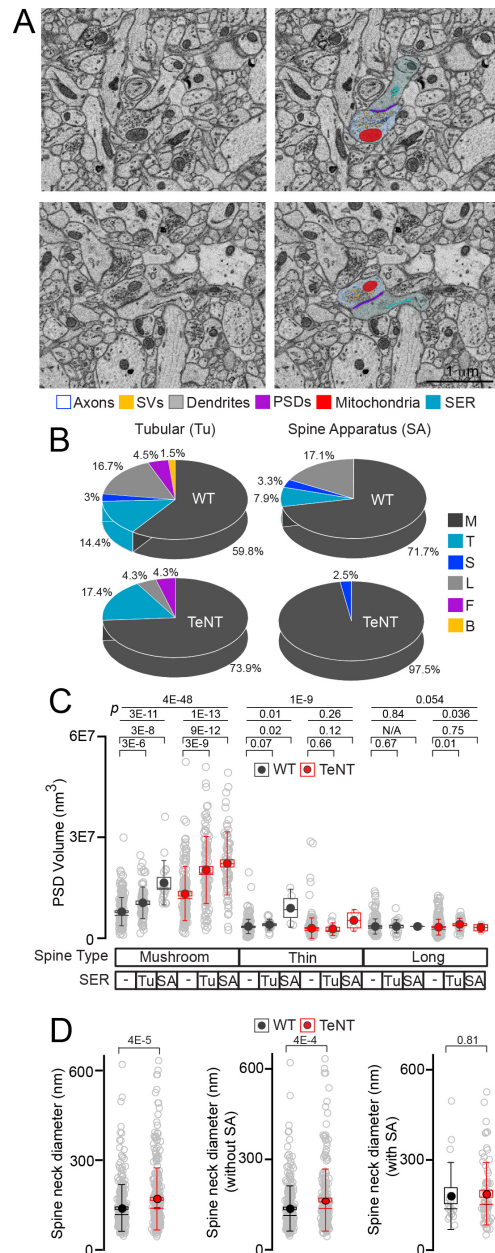 A
1 µm
Axons SVs Dendrites PSDs Mitochondria SER
B
Tubular (Tu) Spine Apparatus (SA)
4.5% 1.5%
16.7%
3%
14.4%
WT
59.8%
17.1%
3.3%
7.9%
WT
71.7%
4.3% 4.3%
17.4%
TeNT
73.9%
2.5%
TeNT
97.5%
M
T
S
L
F
B
C
p
4E-48 1E-9 0.054
3E-11 1E-13 0.01 0.26 0.84 0.036
3E-8 9E-12 0.02 0.12 N/A 0.75
3E-6 3E-9 0.07 0.66 0.67 0.01
WT TeNT
PSD Volume (nm³)
6E7
3E7
0
Spine Type Mushroom Thin Long
SER - Tu SA - Tu SA - Tu SA - Tu SA - Tu SA - Tu SA
D
WT TeNT
4E-5 4E-4 0.81
Spine neck diameter (nm)
600
300
0
Spine neck diameter (nm)
(without SA)
600
300
0
Spine neck diameter (nm)
(with SA)
600
300
0